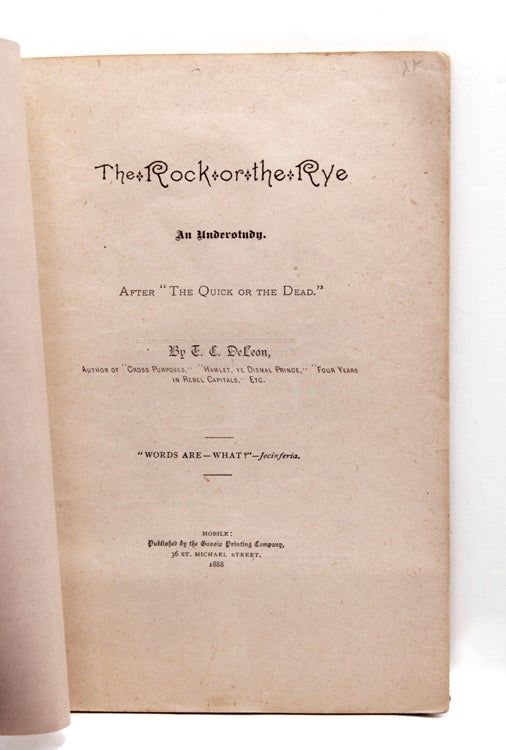 The Rock or the Rye
An Understudy.
After "The Quick or the Dead."
By T. C. DeLeon,
Author of "Cross Purposes," "Hamlet, ye Dismal Prince," "Four Years
in Rebel Capitals," Etc.
"WORDS ARE—WHAT?"—Jocinferia.
MOBILE:
Published by the Gossip Printing Company,
36 ST. MICHAEL STREET.
1888